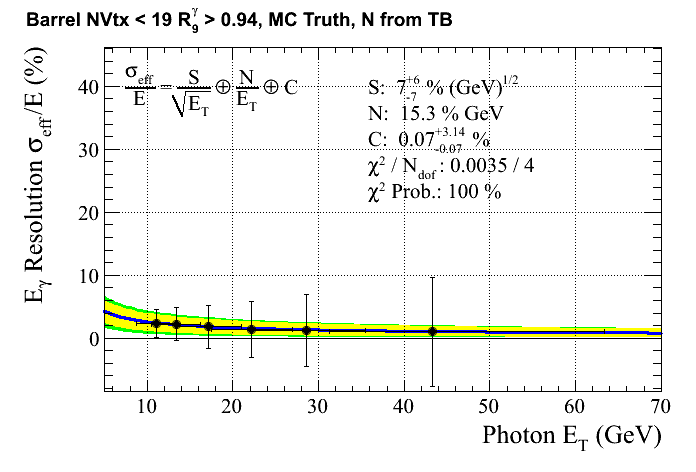 Barrel NVtx < 19 R₉^γ > 0.94, MC Truth, N from TB
E_γ Resolution σ_eff/E (%)
σ_eff/E = S/√E_T ⊕ N/E_T ⊕ C
S: 7 +6 -7 % (GeV)^1/2
N: 15.3 % GeV
C: 0.07 +3.14 -0.07 %
χ² / N_dof : 0.0035 / 4
χ² Prob.: 100 %
40
30
20
10
0
10 20 30 40 50 60 70
Photon E_T (GeV)